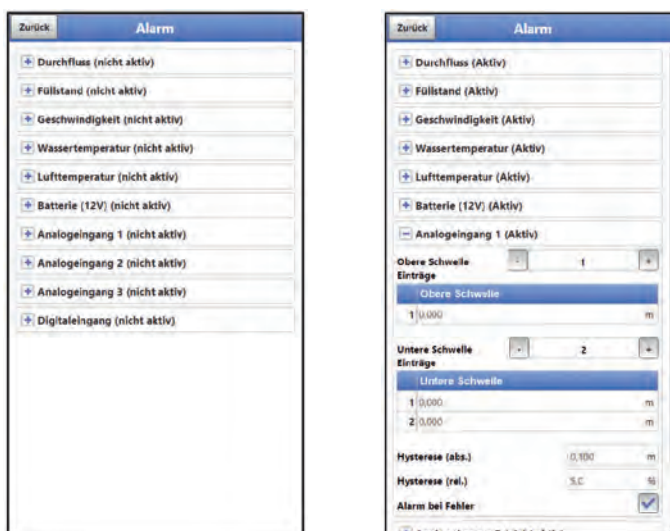 Zurück Alarm
Durchfluss (nicht aktiv)
Füllstand (nicht aktiv)
Geschwindigkeit (nicht aktiv)
Wassertemperatur (nicht aktiv)
Lufttemperatur (nicht aktiv)
Batterie (12V) (nicht aktiv)
Analogeingang 1 (nicht aktiv)
Analogeingang 2 (nicht aktiv)
Analogeingang 3 (nicht aktiv)
Digitaleingang (nicht aktiv)
Zurück Alarm
Durchfluss (Aktiv)
Füllstand (Aktiv)
Geschwindigkeit (Aktiv)
Wassertemperatur (Aktiv)
Lufttemperatur (Aktiv)
Batterie (12V) (Aktiv)
Analogeingang 1 (Aktiv)
Obere Schwelle - 1 +
Einträge
Obere Schwelle
1 0,000 m
Untere Schwelle - 2 +
Einträge
Untere Schwelle
1 0,000 m
2 0,000 m
Hysterese (abs.) 0,100 m
Hysterese (rel.) %
Alarm bei Fehler